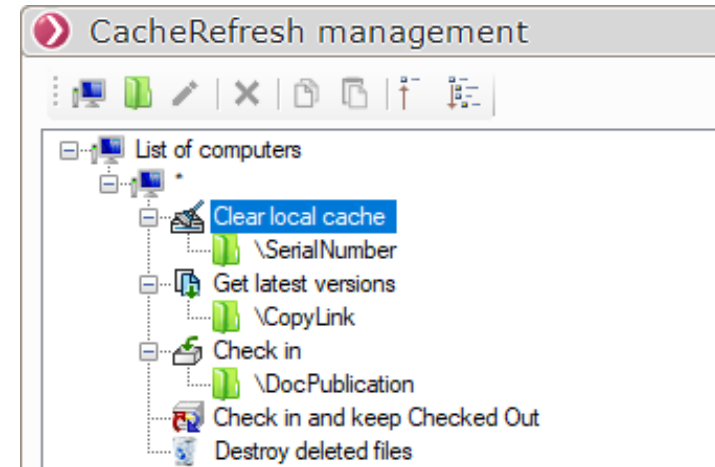 CacheRefresh management
List of computers
*
Clear local cache
\SerialNumber
Get latest versions
\CopyLink
Check in
\DocPublication
Check in and keep Checked Out
Destroy deleted files